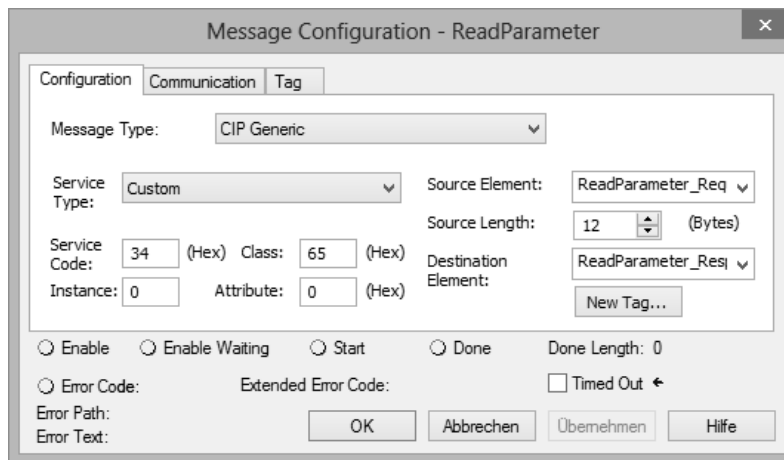 Message Configuration - ReadParameter
×
Configuration Communication Tag
Message Type: CIP Generic
Service Type: Custom
Source Element: ReadParameter_Req
Source Length: 12 (Bytes)
Service Code: 34 (Hex) Class: 65 (Hex)
Destination Element: ReadParameter_Resp
Instance: 0 Attribute: 0 (Hex)
New Tag...
Enable Enable Waiting Start Done Done Length: 0
Error Code: Extended Error Code: Timed Out ←
Error Path:
Error Text:
OK Abbrechen Übernehmen Hilfe